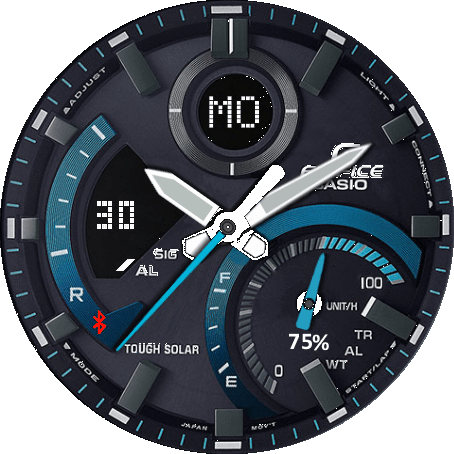 ADJUST
LIGHT
MO
CONNECT
EDIFICE
CASIO
30
SIG
AL
R
F
100
UNIT/H
75%
TR
AL
WT
TOUGH SOLAR
E
0
MODE
START/LAP
JAPAN MOV'T